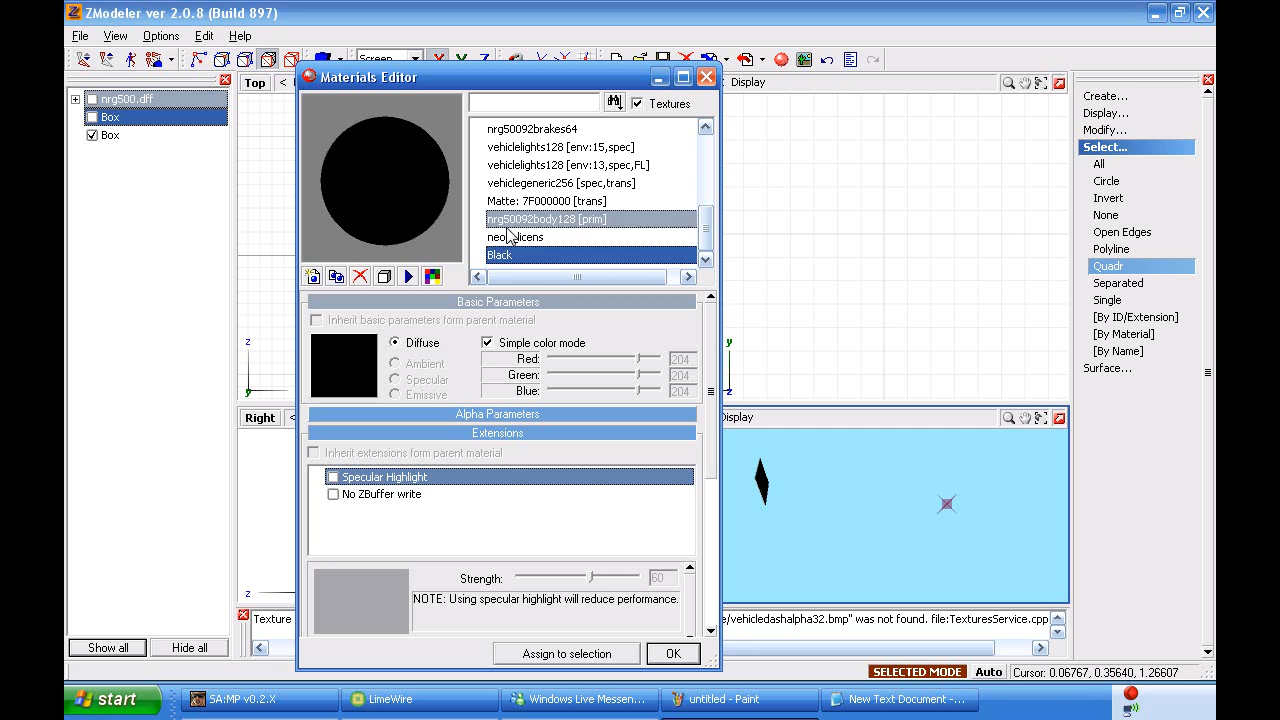 ZModeler ver 2.0.8 (Build 897)
File View Options Edit Help
Screen
nrg500.dff
Box
Box
Show all
Hide all
Top
Display
Right
Display
Materials Editor
Textures
nrg50092brakes64
vehiclelights128 [env:15,spec]
vehiclelights128 [env:13,spec,FL]
vehiclegeneric256 [spec,trans]
Matte: 7F000000 [trans]
nrg50092body128 [prim]
Black
Basic Parameters
Inherit basic parameters form parent material
Diffuse
Ambient
Specular
Emissive
Simple color mode
Red: 204
Green: 204
Blue: 204
Alpha Parameters
Extensions
Inherit extensions form parent material
Specular Highlight
No ZBuffer write
Strength: 60
NOTE: Using specular highlight will reduce performance.
Assign to selection
OK
z
y
y
z
z
Create...
Display...
Modify...
Select...
All
Circle
Invert
None
Open Edges
Polyline
Quadr
Separated
Single
[By ID/Extension]
[By Material]
[By Name]
Surface...
Texture
e/vehicledashalpha32.bmp" was not found. file:TexturesService.cpp
SELECTED MODE
Auto
Cursor: 0.06767, 0.35640, 1.26607
start
SA:MP v0.2.X
LimeWire
Windows Live Messen...
untitled - Paint
New Text Document -...